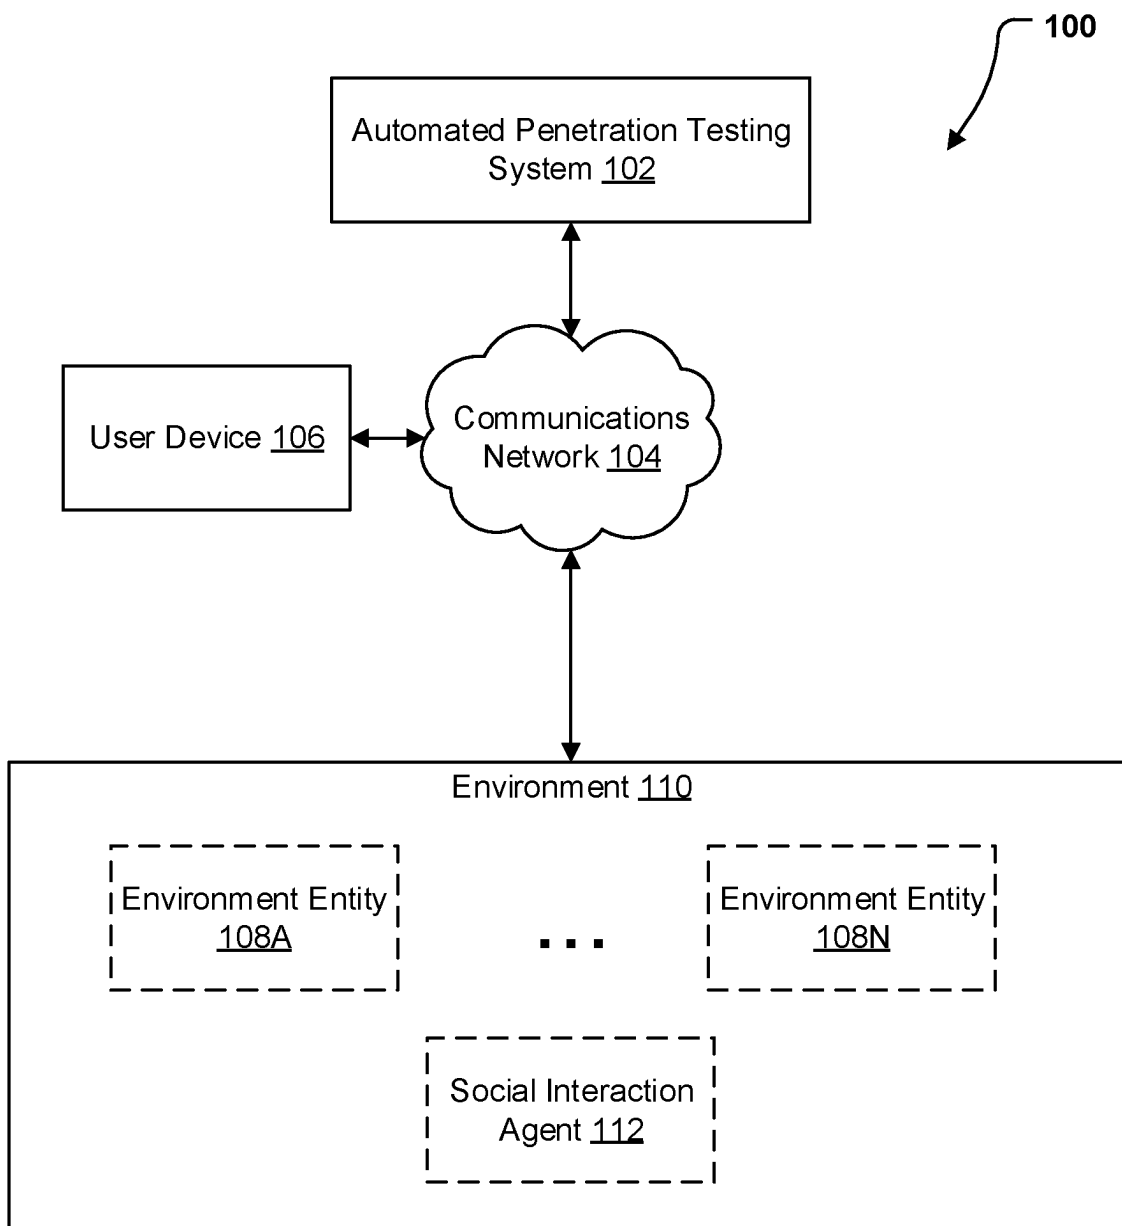 100
Automated Penetration Testing
System 102
Communications
Network 104
User Device 106
Environment 110
Environment Entity
108A
...
Environment Entity
108N
Social Interaction
Agent 112